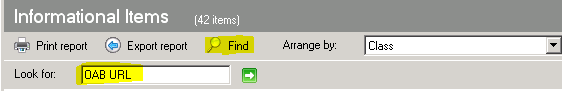 Informational Items (42 items)
Print report Export report Find Arrange by: Class
Look for: OAB URL